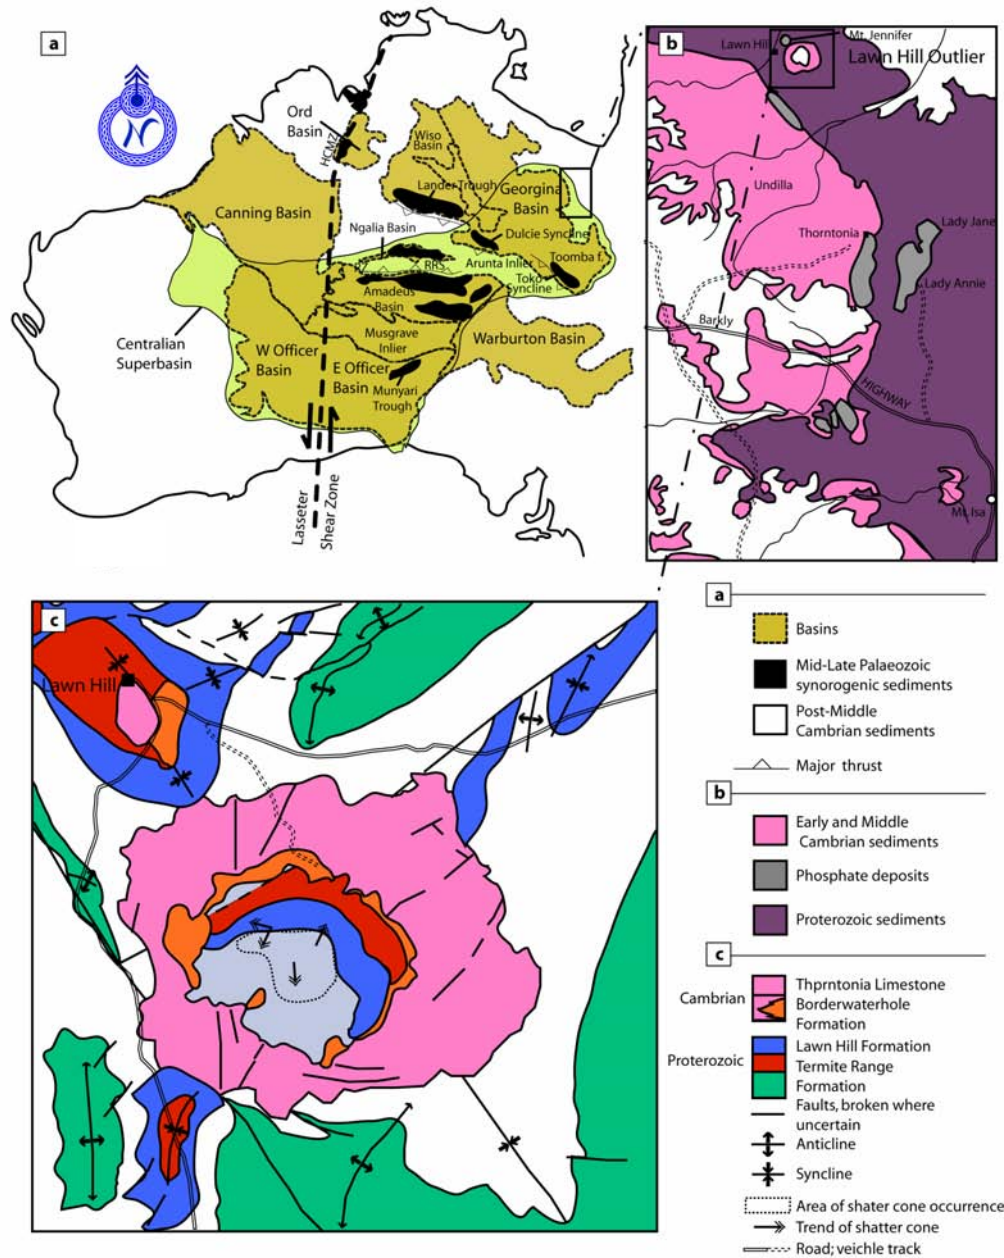 a
N
Ord
Basin
HCMZ
Wiso
Basin
Lander Trough
Georgina
Basin
Canning Basin
Ngalia Basin
Dulcie Syncline
Arunta Inlier
Toomba f.
RRS
Toko
Syncline
Amadeus
Basin
Centralian
Superbasin
Musgrave
Inlier
Warburton Basin
W Officer
Basin
E Officer
Basin
Munyari
Trough
Lasseter
Shear Zone
b
Mt. Jennifer
Lawn Hill
Lawn Hill Outlier
Undilla
Thorntonia
Lady Jane
Lady Annie
Barkly
HIGHWAY
Mt. Isa
c
Lawn Hill
a
Basins
Mid-Late Palaeozoic
synorogenic sediments
Post-Middle
Cambrian sediments
Major thrust
b
Early and Middle
Cambrian sediments
Phosphate deposits
Proterozoic sediments
c
Cambrian
Thprntonia Limestone
Borderwaterhole
Formation
Proterozoic
Lawn Hill Formation
Termite Range
Formation
Faults, broken where
uncertain
Anticline
Syncline
Area of shater cone occurrence
Trend of shatter cone
Road; veichle track